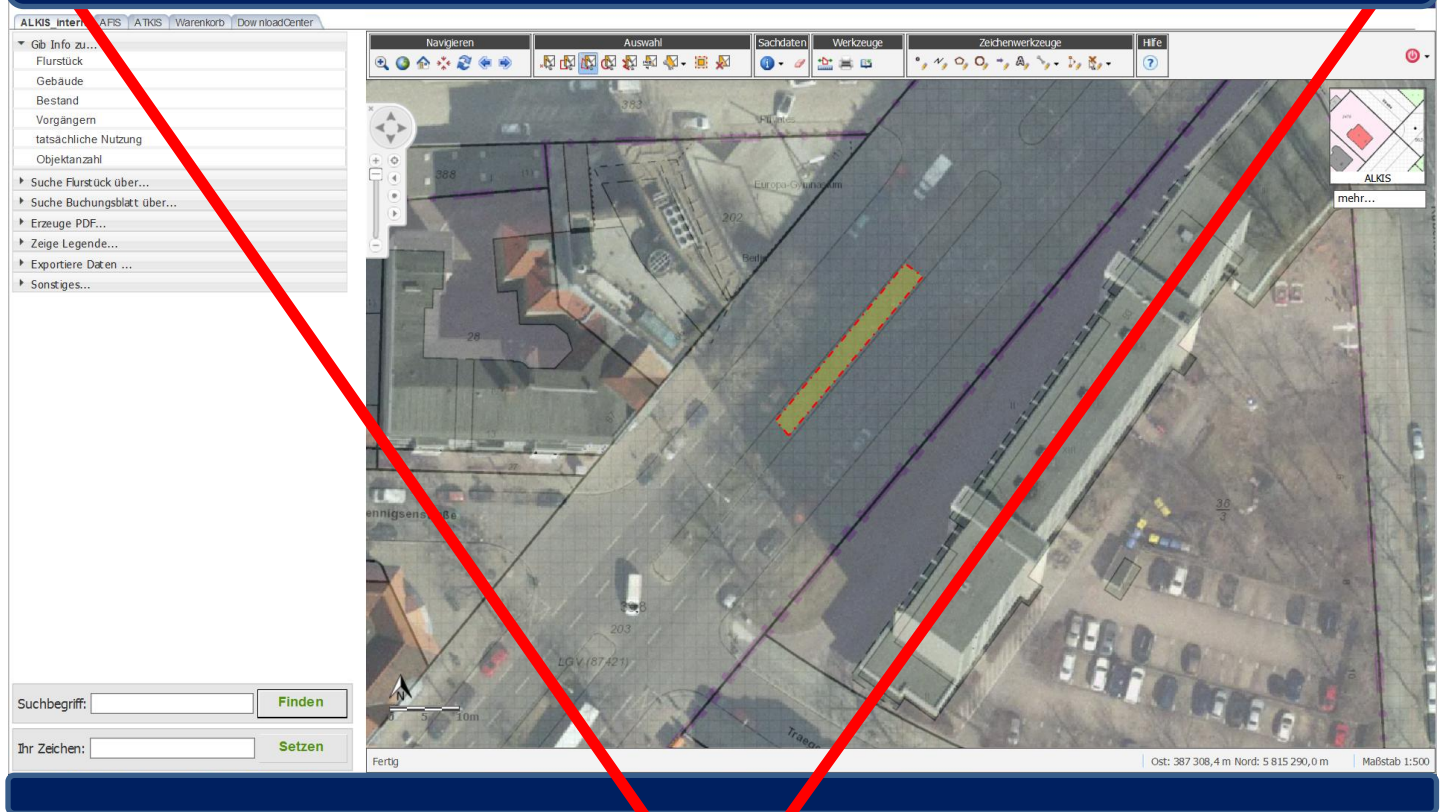 ALKIS_intern AFIS ATKIS Warenkorb DownloadCenter
Gib Info zu...
Flurstück
Gebäude
Bestand
Vorgängern
tatsächliche Nutzung
Objektanzahl
Suche Flurstück über...
Suche Buchungsblatt über...
Erzeuge PDF...
Zeige Legende...
Exportiere Daten ...
Sonstiges...
Navigieren Auswahl Sachdaten Werkzeuge Zeichenwerkzeuge Hilfe
ALKIS
mehr...
383
388
202
Berlin
28
203
LGV (87421)
36
3
N
5 10m
Suchbegriff: Finden
Ihr Zeichen: Setzen
Fertig Ost: 387 308,4 m Nord: 5 815 290,0 m Maßstab 1:500